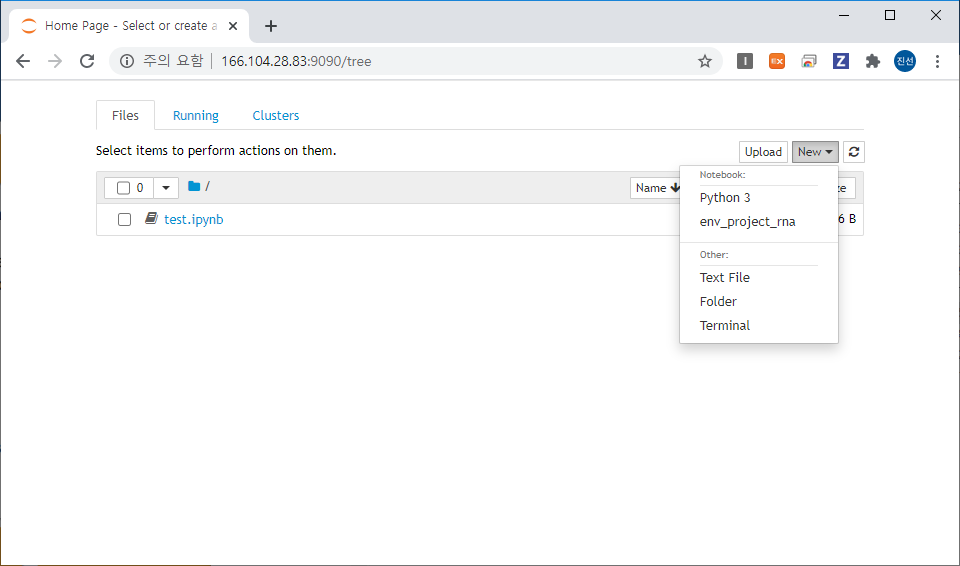 Home Page - Select or create a
주의 요함 | 166.104.28.83:9090/tree
I
EX
Z
진선
Files Running Clusters
Select items to perform actions on them.
Upload New
0 / Name
test.ipynb 6 B
Notebook:
Python 3
env_project_rna
Other:
Text File
Folder
Terminal